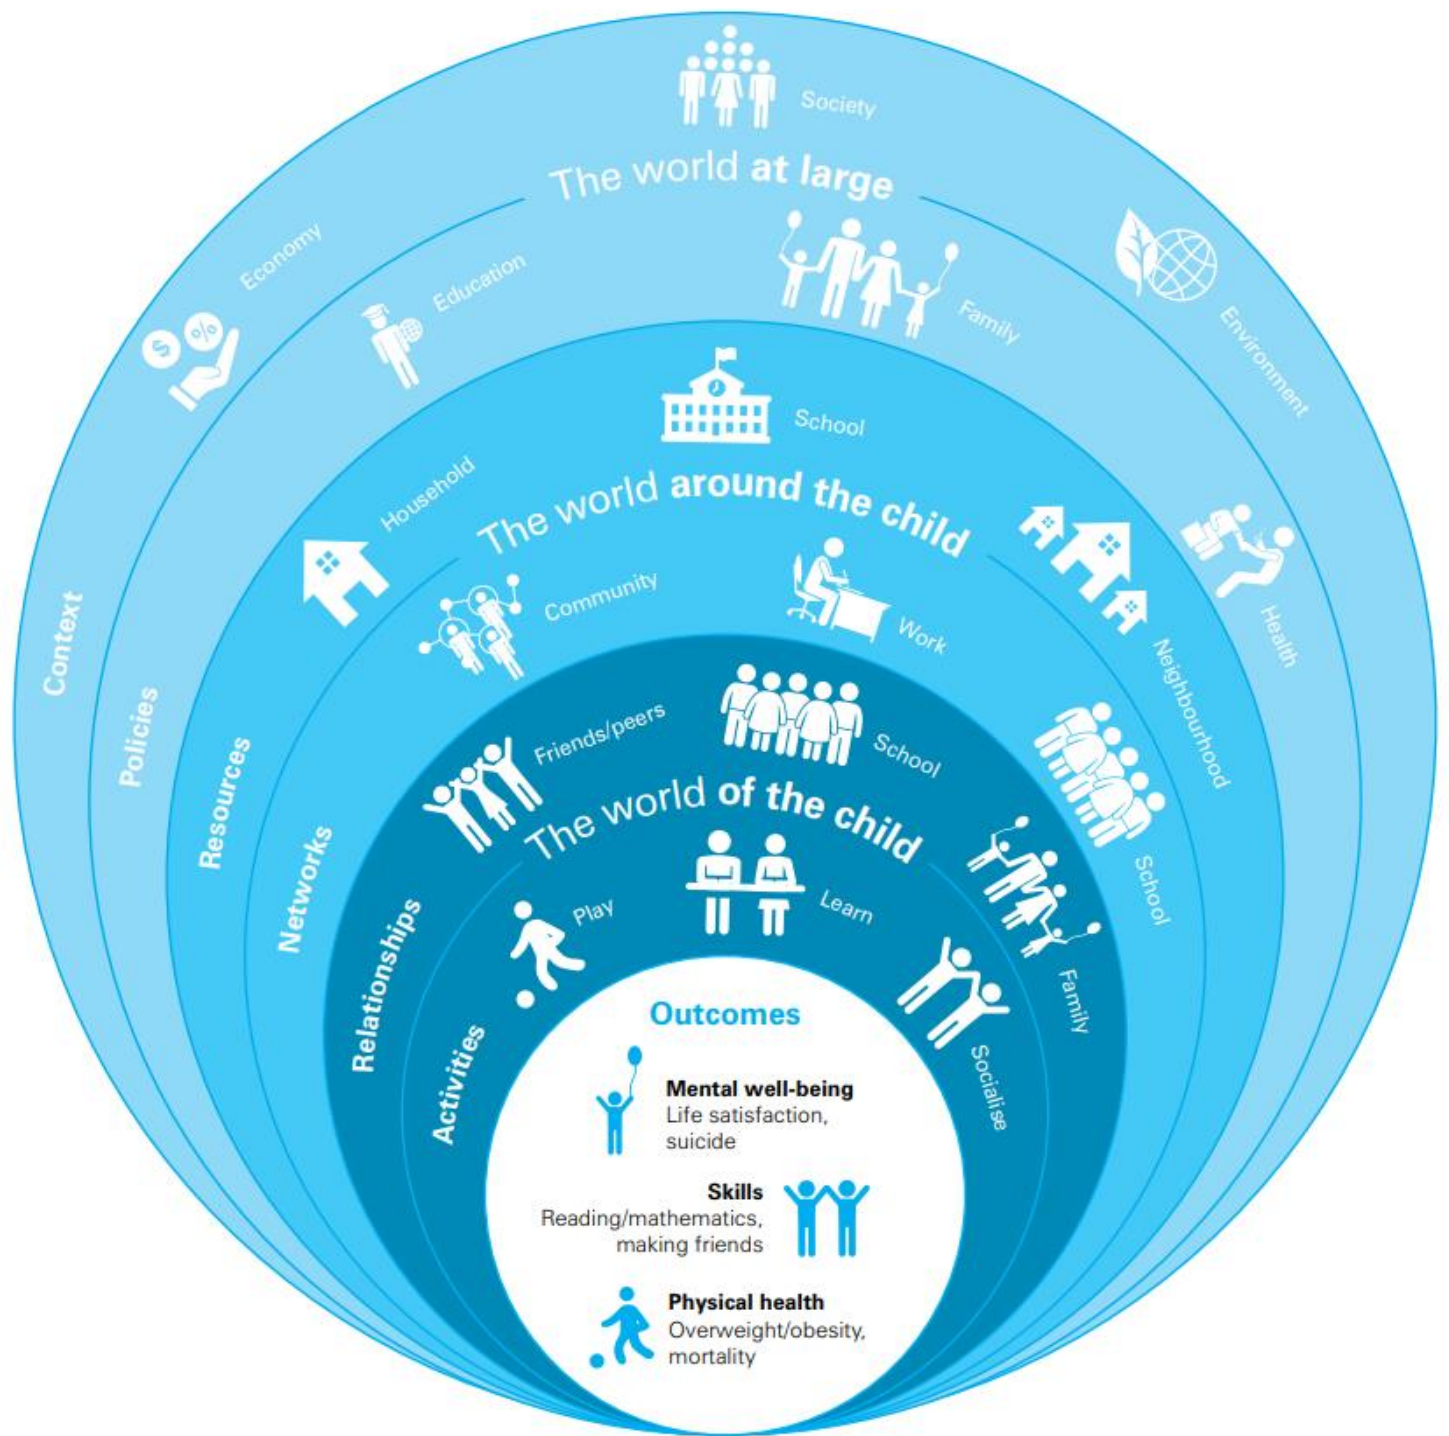 Society
The world at large
Economy
Education
Family
Environment
School
Household
The world around the child
Community
Work
Neighbourhood
Health
School
Context
Policies
Resources
Networks
Friends/peers
School
The world of the child
Play
Learn
Family
Socialise
Relationships
Activities
Outcomes
Mental well-being
Life satisfaction,
suicide
Skills
Reading/mathematics,
making friends
Physical health
Overweight/obesity,
mortality
$
%